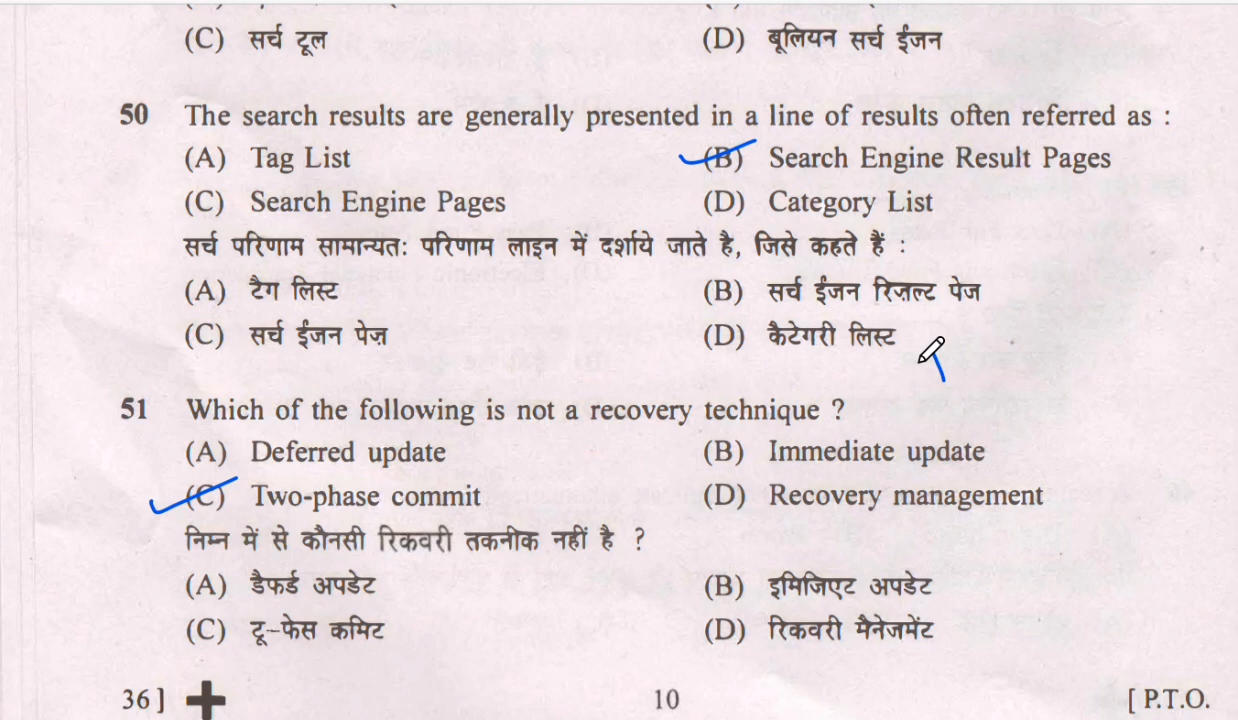 (C) सर्च टूल (D) बूलियन सर्च ईंजन
50 The search results are generally presented in a line of results often referred as :
(A) Tag List (B) Search Engine Result Pages
(C) Search Engine Pages (D) Category List
सर्च परिणाम सामान्यतः परिणाम लाइन में दर्शाये जाते है, जिसे कहते हैं :
(A) टैग लिस्ट (B) सर्च ईंजन रिजल्ट पेज
(C) सर्च ईंजन पेज़ (D) कैटेगरी लिस्ट
51 Which of the following is not a recovery technique ?
(A) Deferred update (B) Immediate update
(C) Two-phase commit (D) Recovery management
निम्न में से कौनसी रिकवरी तकनीक नहीं है ?
(A) डैफर्ड अपडेट (B) इमिजिएट अपडेट
(C) टू-फेस कमिट (D) रिकवरी मैनेजमेंट
36 ] 10 [ P.T.O.